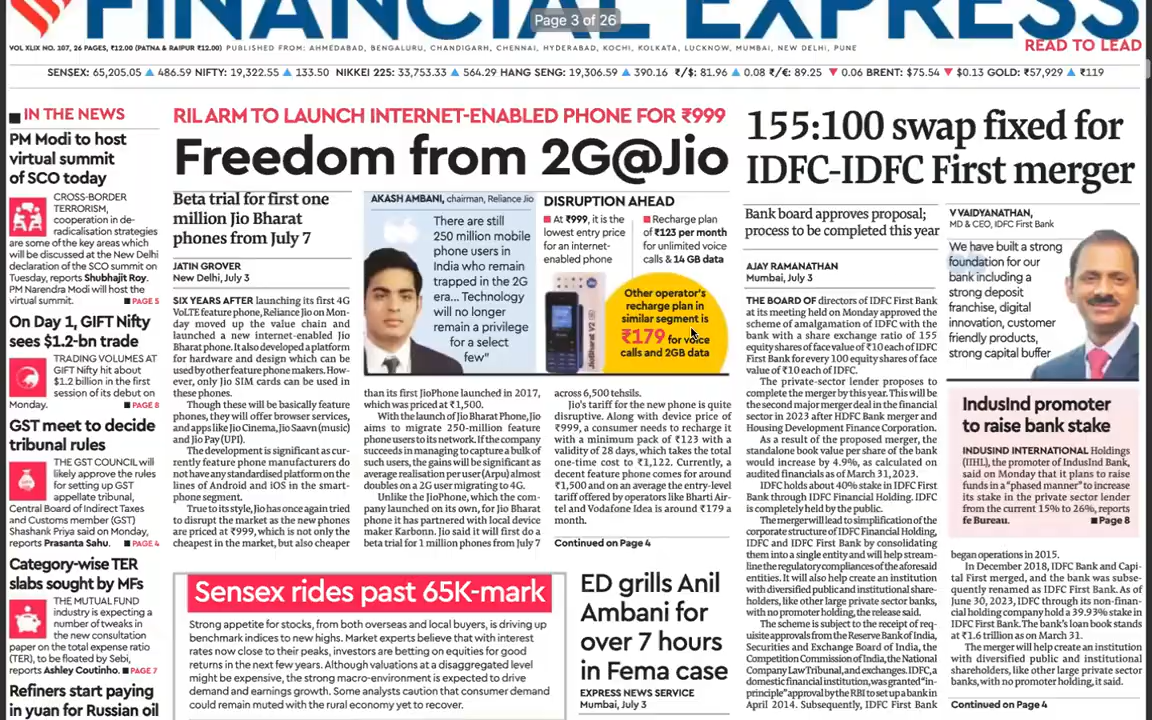 FINANCIAL EXPRESS
Page 3 of 26
READ TO LEAD
VOL XLIX NO. 107, 26 PAGES, ₹12.00 (PATNA & RAIPUR ₹12.00) PUBLISHED FROM: AHMEDABAD, BENGALURU, CHANDIGARH, CHENNAI, HYDERABAD, KOCHI, KOLKATA, LUCKNOW, MUMBAI, NEW DELHI, PUNE
SENSEX: 65,205.05 ▲ 486.59 NIFTY: 19,322.55 ▲ 133.50 NIKKEI 225: 33,753.33 ▲ 564.29 HANG SENG: 19,306.59 ▲ 390.16 ₹/$: 81.96 ▲ 0.08 ₹/€: 89.25 ▼ 0.06 BRENT: $75.54 ▼ $0.13 GOLD: ₹57,929 ▲ ₹119
IN THE NEWS
PM Modi to host
virtual summit
of SCO today
CROSS-BORDER
TERRORISM,
cooperation in de-
radicalisation strategies
are some of the key areas which
will be discussed at the New Delhi
declaration of the SCO summit on
Tuesday, reports Shubhajit Roy.
PM Narendra Modi will host the
virtual summit. ■ PAGE 5
On Day 1, GIFT Nifty
sees $1.2-bn trade
TRADING VOLUMES AT
GIFT Nifty hit about
$1.2 billion in the first
session of its debut on
Monday. ■ PAGE 8
GST meet to decide
tribunal rules
THE GST COUNCIL will
likely approve the rules
for setting up GST
appellate tribunal,
Central Board of Indirect Taxes
and Customs member (GST)
Shashank Priya said on Monday,
reports Prasanta Sahu. ■ PAGE 4
Category-wise TER
slabs sought by MFs
THE MUTUAL FUND
industry is expecting a
number of tweaks in
the new consultation
paper on the total expense ratio
(TER), to be floated by Sebi,
reports Ashley Coutinho. ■ PAGE 7
Refiners start paying
in yuan for Russian oil
RIL ARM TO LAUNCH INTERNET-ENABLED PHONE FOR ₹999
Freedom from 2G@Jio
Beta trial for first one
million Jio Bharat
phones from July 7
JATIN GROVER
New Delhi, July 3
SIX YEARS AFTER launching its first 4G
VoLTE feature phone, Reliance Jio on Mon-
day moved up the value chain and
launched a new internet-enabled Jio
Bharat phone. It also developed a platform
for hardware and design which can be
used by other feature phone makers. How-
ever, only Jio SIM cards can be used in
these phones.
Though these will be basically feature
phones, they will offer browser services,
and apps like Jio Cinema, Jio Saavn (music)
and Jio Pay (UPI).
The development is significant as cur-
rently feature phone manufacturers do
not have any standardised platform on the
lines of Android and iOS in the smart-
phone segment.
True to its style, Jio has once again tried
to disrupt the market as the new phones
are priced at ₹999, which is not only the
cheapest in the market, but also cheaper
AKASH AMBANI, chairman, Reliance Jio
There are still
250 million mobile
phone users in
India who remain
trapped in the 2G
era... Technology
will no longer
remain a privilege
for a select
few"
DISRUPTION AHEAD
■ At ₹999, it is the
lowest entry price
for an internet-
enabled phone
■ Recharge plan
of ₹123 per month
for unlimited voice
calls & 14 GB data
JioBharat V2
Other operator's
recharge plan in
similar segment is
₹179 for voice
calls and 2GB data
than its first JioPhone launched in 2017,
which was priced at ₹1,500.
With the launch of Jio Bharat Phone, Jio
aims to migrate 250-million feature
phone users to its network. If the company
succeeds in managing to capture a bulk of
such users, the gains will be significant as
average realisation per user (Arpu) almost
doubles on a 2G user migrating to 4G.
Unlike the JioPhone, which the com-
pany launched on its own, for Jio Bharat
phone it has partnered with local device
maker Karbonn. Jio said it will first do a
beta trial for 1 million phones from July 7
across 6,500 tehsils.
Jio's tariff for the new phone is quite
disruptive. Along with device price of
₹999, a consumer needs to recharge it
with a minimum pack of ₹123 with a
validity of 28 days, which takes the total
one-time cost to ₹1,122. Currently, a
decent feature phone comes for around
₹1,500 and on an average the entry-level
tariff offered by operators like Bharti Air-
tel and Vodafone Idea is around ₹179 a
month.
Continued on Page 4
Sensex rides past 65K-mark
Strong appetite for stocks, from both overseas and local buyers, is driving up
benchmark indices to new highs. Market experts believe that with interest
rates now close to their peaks, investors are betting on equities for good
returns in the next few years. Although valuations at a disaggregated level
might be expensive, the strong macro-environment is expected to drive
demand and earnings growth. Some analysts caution that the consumer demand
could remain muted with the rural economy yet to recover.
ED grills Anil
Ambani for
over 7 hours
in Fema case
EXPRESS NEWS SERVICE
Mumbai, July 3
155:100 swap fixed for
IDFC-IDFC First merger
Bank board approves proposal;
process to be completed this year
AJAY RAMANATHAN
Mumbai, July 3
THE BOARD OF directors of IDFC First Bank
at its meeting held on Monday approved the
scheme of amalgamation of IDFC with the
bank with a share exchange ratio of 155
equity shares of face value of ₹10 each of IDFC
First Bank for every 100 equity shares of face
value of ₹10 each of IDFC.
The private-sector lender proposes to
complete the merger by this year. This will be
the second major merger deal in the financial
sector in 2023 after HDFC Bank merger and
Housing Development Finance Corporation.
As a result of the proposed merger, the
standalone book value per share of the bank
would increase by 4.9%, as calculated on
audited financials as of March 31, 2023.
IDFC holds about 40% stake in IDFC First
Bank through IDFC Financial Holding. IDFC
is completely held by the public.
The merger will lead to simplification of the
corporate structure of IDFC Financial Holding,
IDFC and IDFC First Bank by consolidating
them into a single entity and will help stream-
line the regulatory compliances of the aforesaid
entities. It will also help create an institution
with diversified public and institutional share-
holders, like other large private sector banks,
with no promoter holding, the release said.
The scheme is subject to the receipt of req-
uisite approvals from the Reserve Bank of India,
Securities and Exchange Board of India, the
Competition Commission of India, the National
Company Law Tribunal, and exchanges. IDFC, a
domestic financial institution, was granted "in-
principle" approval by the RBI to set up a bank in
April 2014. Subsequently, IDFC First Bank
V VAIDYANATHAN,
MD & CEO, IDFC First Bank
We have built a strong
foundation for our
bank including a
strong deposit
franchise, digital
innovation, customer
friendly products,
strong capital buffer
IndusInd promoter
to raise bank stake
INDUSIND INTERNATIONAL Holdings
(IIHL), the promoter of IndusInd Bank,
said on Monday that it plans to raise
funds in a "phased manner" to increase
its stake in the private sector lender
from the current 15% to 26%, reports
fe Bureau. ■ Page 8
began operations in 2015.
In December 2018, IDFC Bank and Capi-
tal First merged, and the bank was subse-
quently renamed as IDFC First Bank. As of
June 30, 2023, IDFC through its non-finan-
cial holding company hold a 39.93% stake in
IDFC First Bank. The bank's loan book stands
at ₹1.6 trillion as on March 31.
The merger will help create an institution
with diversified public and institutional
shareholders, like other large private sector
banks, with no promoter holding, it said.
Continued on Page 4